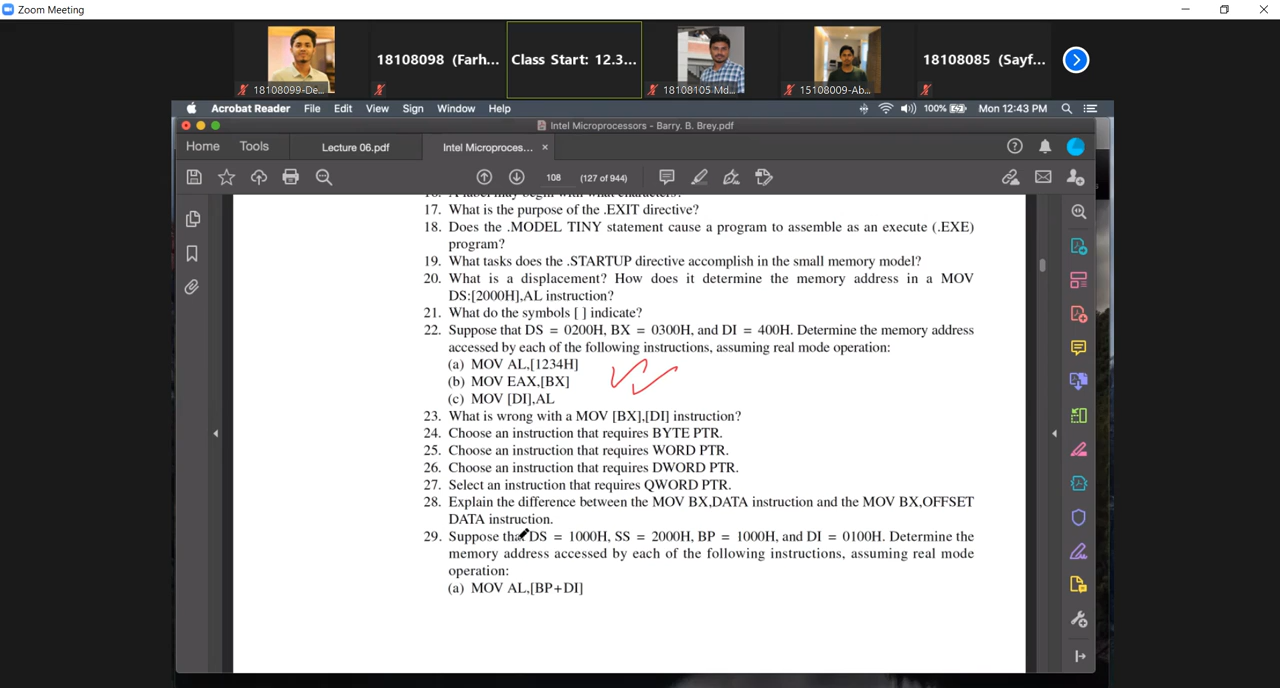 Zoom Meeting
18108098 (Farh...
Class Start: 12.3...
18108085 (Sayf...
18108099-De...
18108105 Md...
15108009-Ab...
Acrobat Reader File Edit View Sign Window Help
100% Mon 12:43 PM
Intel Microprocessors - Barry. B. Brey.pdf
Home Tools Lecture 06.pdf Intel Microproces... ×
108 (127 of 944)
16. A label may begin with what characters?
17. What is the purpose of the .EXIT directive?
18. Does the .MODEL TINY statement cause a program to assemble as an execute (.EXE)
program?
19. What tasks does the .STARTUP directive accomplish in the small memory model?
20. What is a displacement? How does it determine the memory address in a MOV
DS:[2000H],AL instruction?
21. What do the symbols [ ] indicate?
22. Suppose that DS = 0200H, BX = 0300H, and DI = 400H. Determine the memory address
accessed by each of the following instructions, assuming real mode operation:
(a) MOV AL,[1234H]
(b) MOV EAX,[BX]
(c) MOV [DI],AL
23. What is wrong with a MOV [BX],[DI] instruction?
24. Choose an instruction that requires BYTE PTR.
25. Choose an instruction that requires WORD PTR.
26. Choose an instruction that requires DWORD PTR.
27. Select an instruction that requires QWORD PTR.
28. Explain the difference between the MOV BX,DATA instruction and the MOV BX,OFFSET
DATA instruction.
29. Suppose that DS = 1000H, SS = 2000H, BP = 1000H, and DI = 0100H. Determine the
memory address accessed by each of the following instructions, assuming real mode
operation:
(a) MOV AL,[BP+DI]